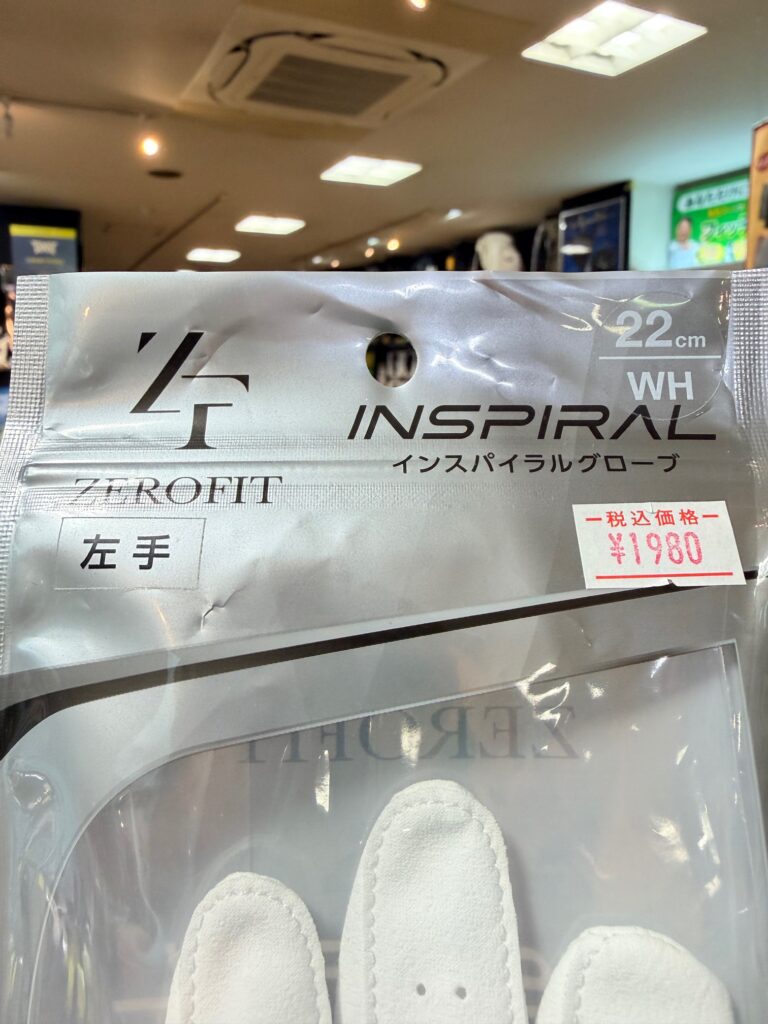 22cm
WH
ZF
ZEROFIT
INSPIRAL
インスパイラルグローブ
左手
税込価格
¥1980
ZEROFIT